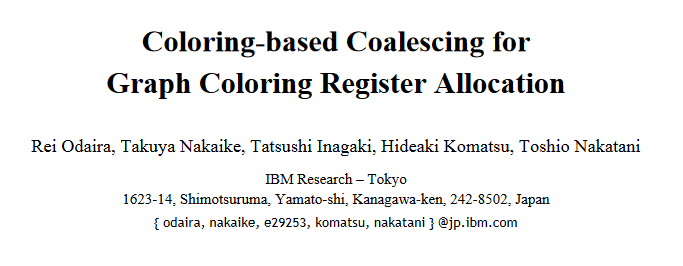 Coloring-based Coalescing for
Graph Coloring Register Allocation
Rei Odaira, Takuya Nakaike, Tatsushi Inagaki, Hideaki Komatsu, Toshio Nakatani
IBM Research – Tokyo
1623-14, Shimotsuruma, Yamato-shi, Kanagawa-ken, 242-8502, Japan
{ odaira, nakaike, e29253, komatsu, nakatani } @jp.ibm.com